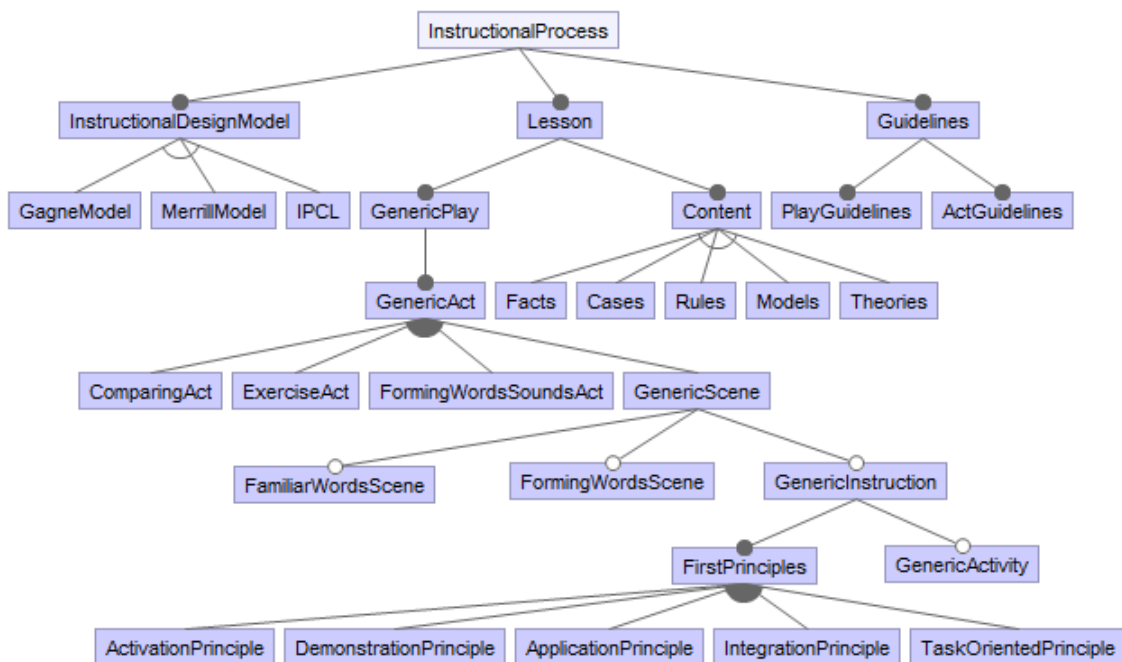 InstructionalProcess
InstructionalDesignModel
Lesson
Guidelines
GagneModel
MerrillModel
IPCL
GenericPlay
Content
PlayGuidelines
ActGuidelines
GenericAct
Facts
Cases
Rules
Models
Theories
ComparingAct
ExerciseAct
FormingWordsSoundsAct
GenericScene
FamiliarWordsScene
FormingWordsScene
GenericInstruction
FirstPrinciples
GenericActivity
ActivationPrinciple
DemonstrationPrinciple
ApplicationPrinciple
IntegrationPrinciple
TaskOrientedPrinciple